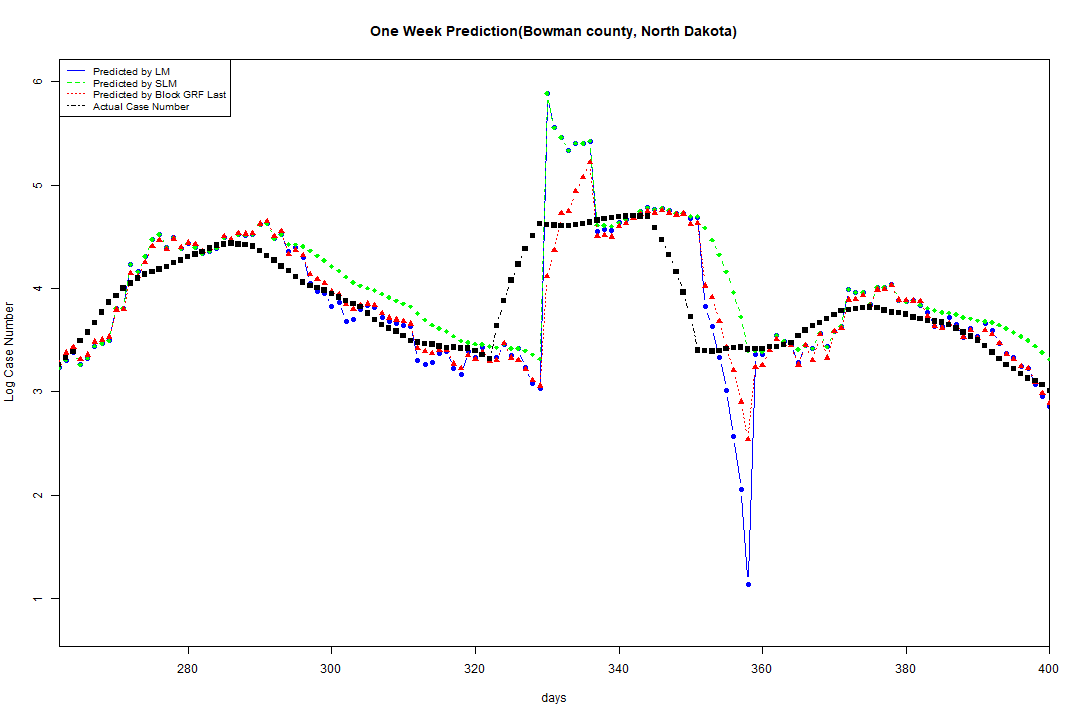 One Week Prediction(Bowman county, North Dakota)
Predicted by LM
Predicted by SLM
Predicted by Block GRF Last
Actual Case Number
6
5
4
3
2
1
Log Case Number
280 300 320 340 360 380 400
days